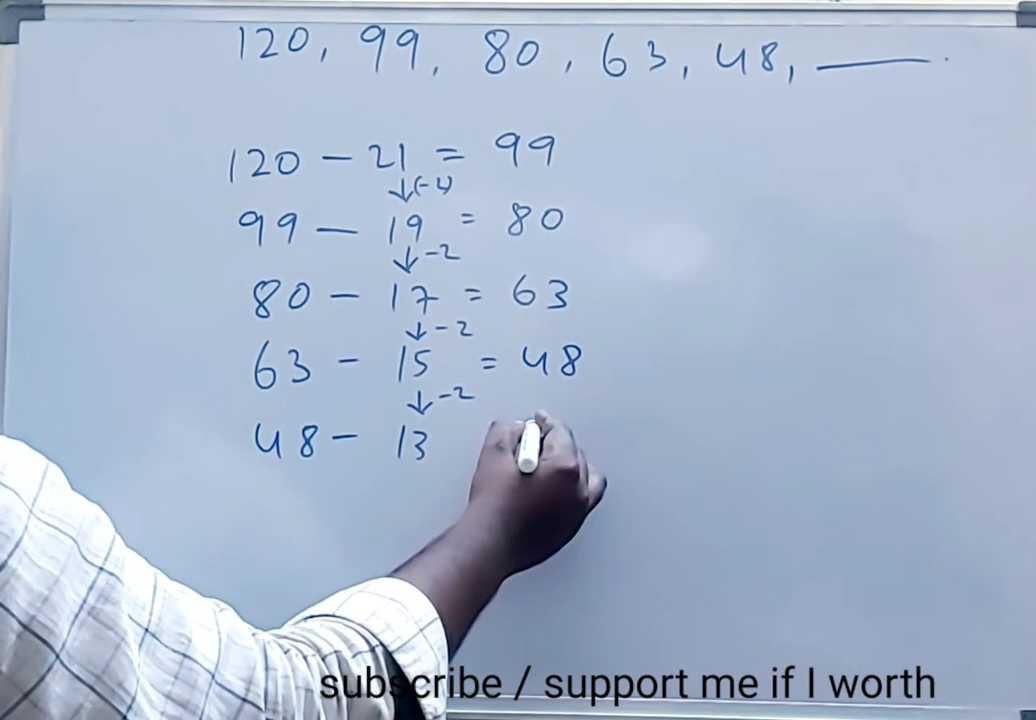 120, 99, 80, 63, 48, ____.
120 - 21 = 99
↓(-2)
99 - 19 = 80
↓-2
80 - 17 = 63
↓-2
63 - 15 = 48
↓-2
48 - 13
subscribe / support me if I worth